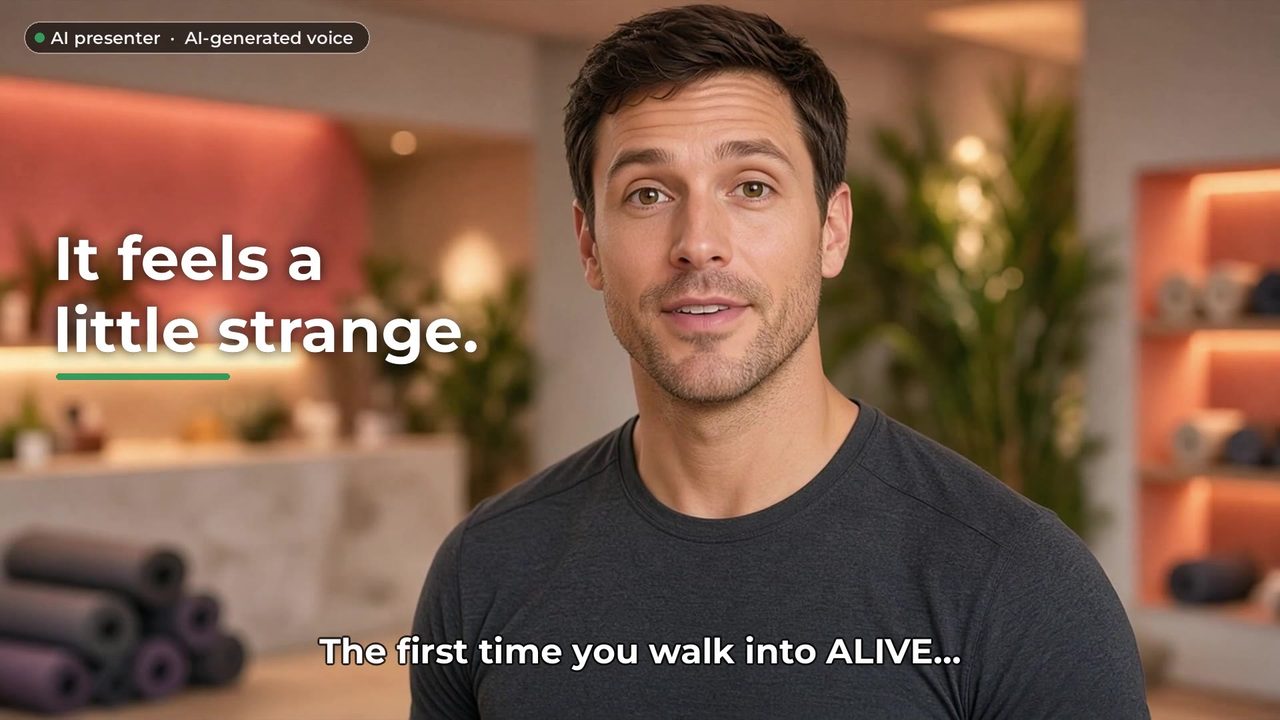 AI presenter · AI-generated voice
It feels a
little strange.
The first time you walk into ALIVE...